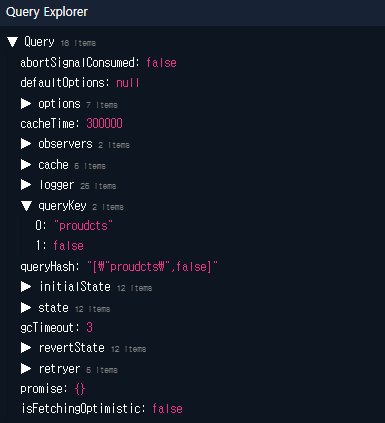 Query Explorer
▼ Query 16 items
abortSignalConsumed: false
defaultOptions: null
▶ options 7 items
cacheTime: 300000
▶ observers 2 items
▶ cache 6 items
▶ logger 25 items
▼ queryKey 2 items
0: "proudcts"
1: false
queryHash: "[₩"proudcts₩",false]"
▶ initialState 12 items
▶ state 12 items
gcTimeout: 3
▶ revertState 12 items
▶ retryer 5 items
promise: {}
isFetchingOptimistic: false